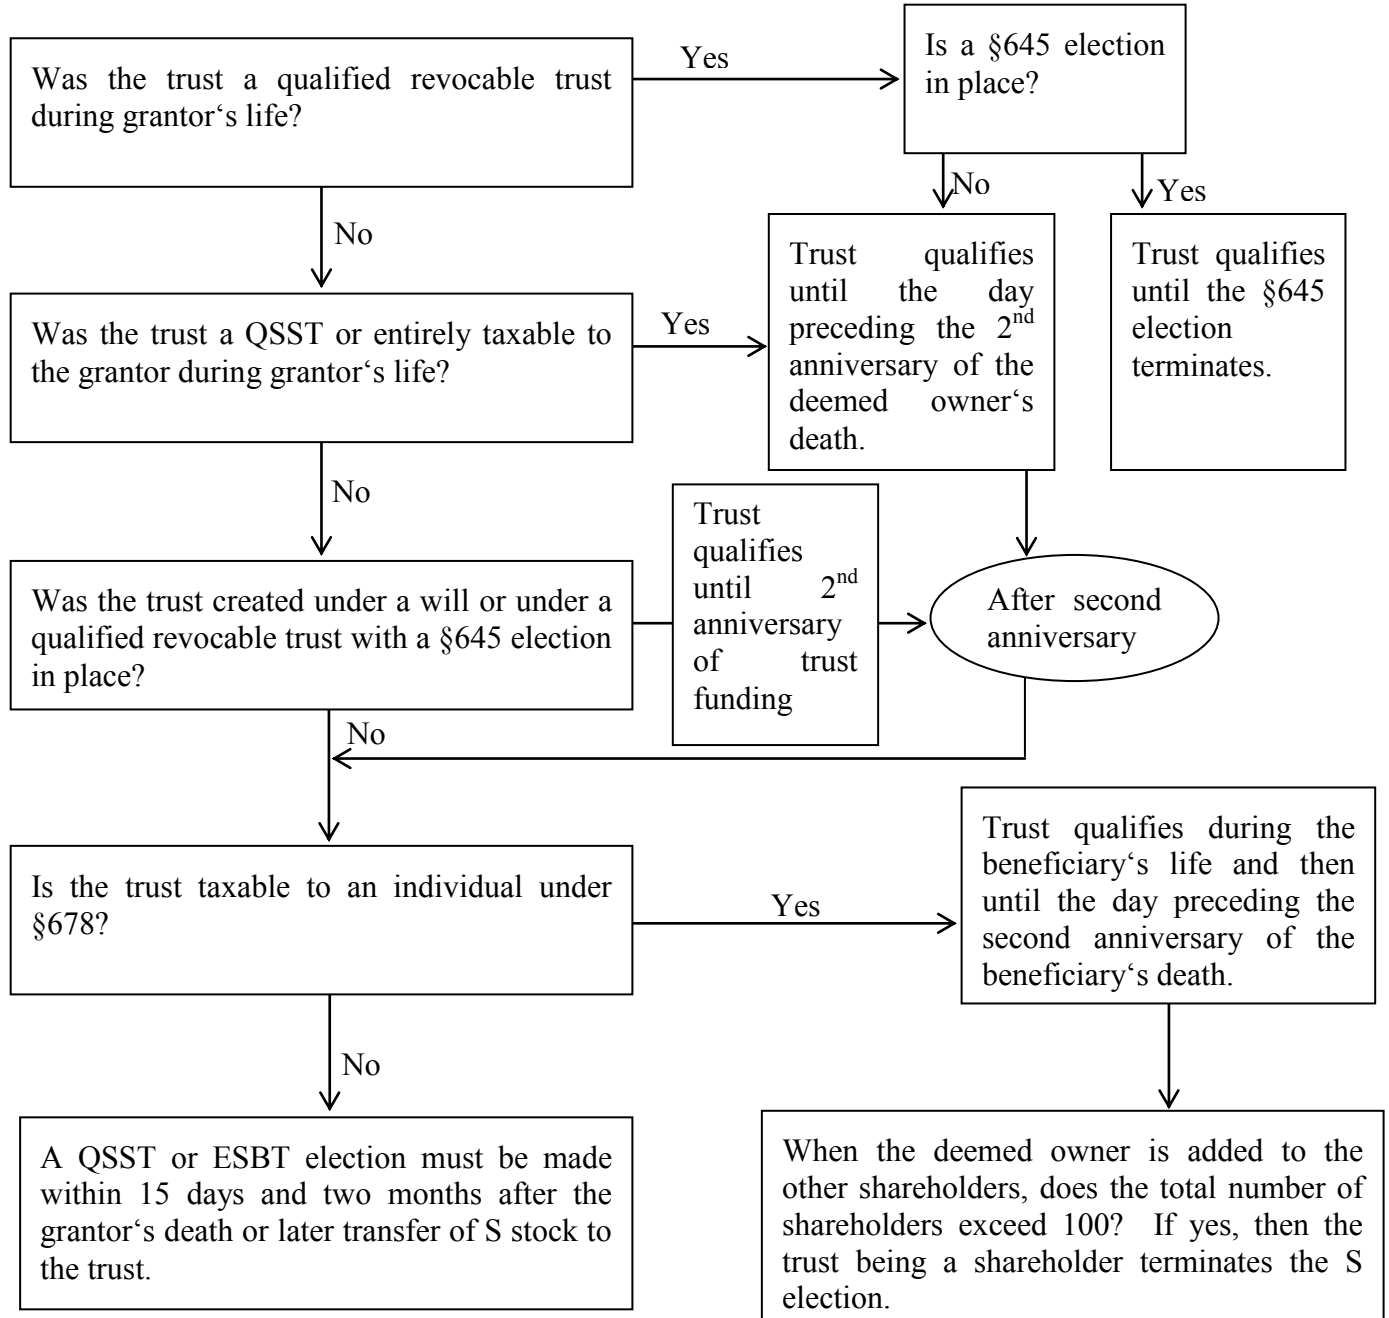 Was the trust a qualified revocable trust
during grantor‘s life?
Yes
Is a §645 election
in place?
No
No
Yes
Was the trust a QSST or entirely taxable to
the grantor during grantor‘s life?
Yes
Trust qualifies
until the day
preceding the 2nd
anniversary of the
deemed owner‘s
death.
Trust qualifies
until the §645
election
terminates.
No
Was the trust created under a will or under a
qualified revocable trust with a §645 election
in place?
Trust
qualifies
until 2nd
anniversary
of trust
funding
After second
anniversary
No
Is the trust taxable to an individual under
§678?
Yes
Trust qualifies during the
beneficiary‘s life and then
until the day preceding the
second anniversary of the
beneficiary‘s death.
No
A QSST or ESBT election must be made
within 15 days and two months after the
grantor‘s death or later transfer of S stock to
the trust.
When the deemed owner is added to the
other shareholders, does the total number of
shareholders exceed 100? If yes, then the
trust being a shareholder terminates the S
election.